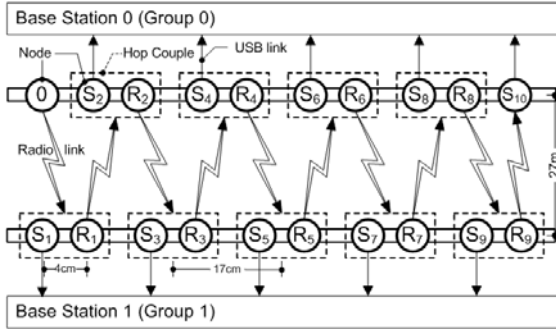 Base Station 0 (Group 0)
Node
Hop Couple
USB link
0 S2 R2 S4 R4 S6 R6 S8 R8 S10
Radio link
27m
S1 R1 S3 R3 S5 R5 S7 R7 S9 R9
4cm
17cm
Base Station 1 (Group 1)